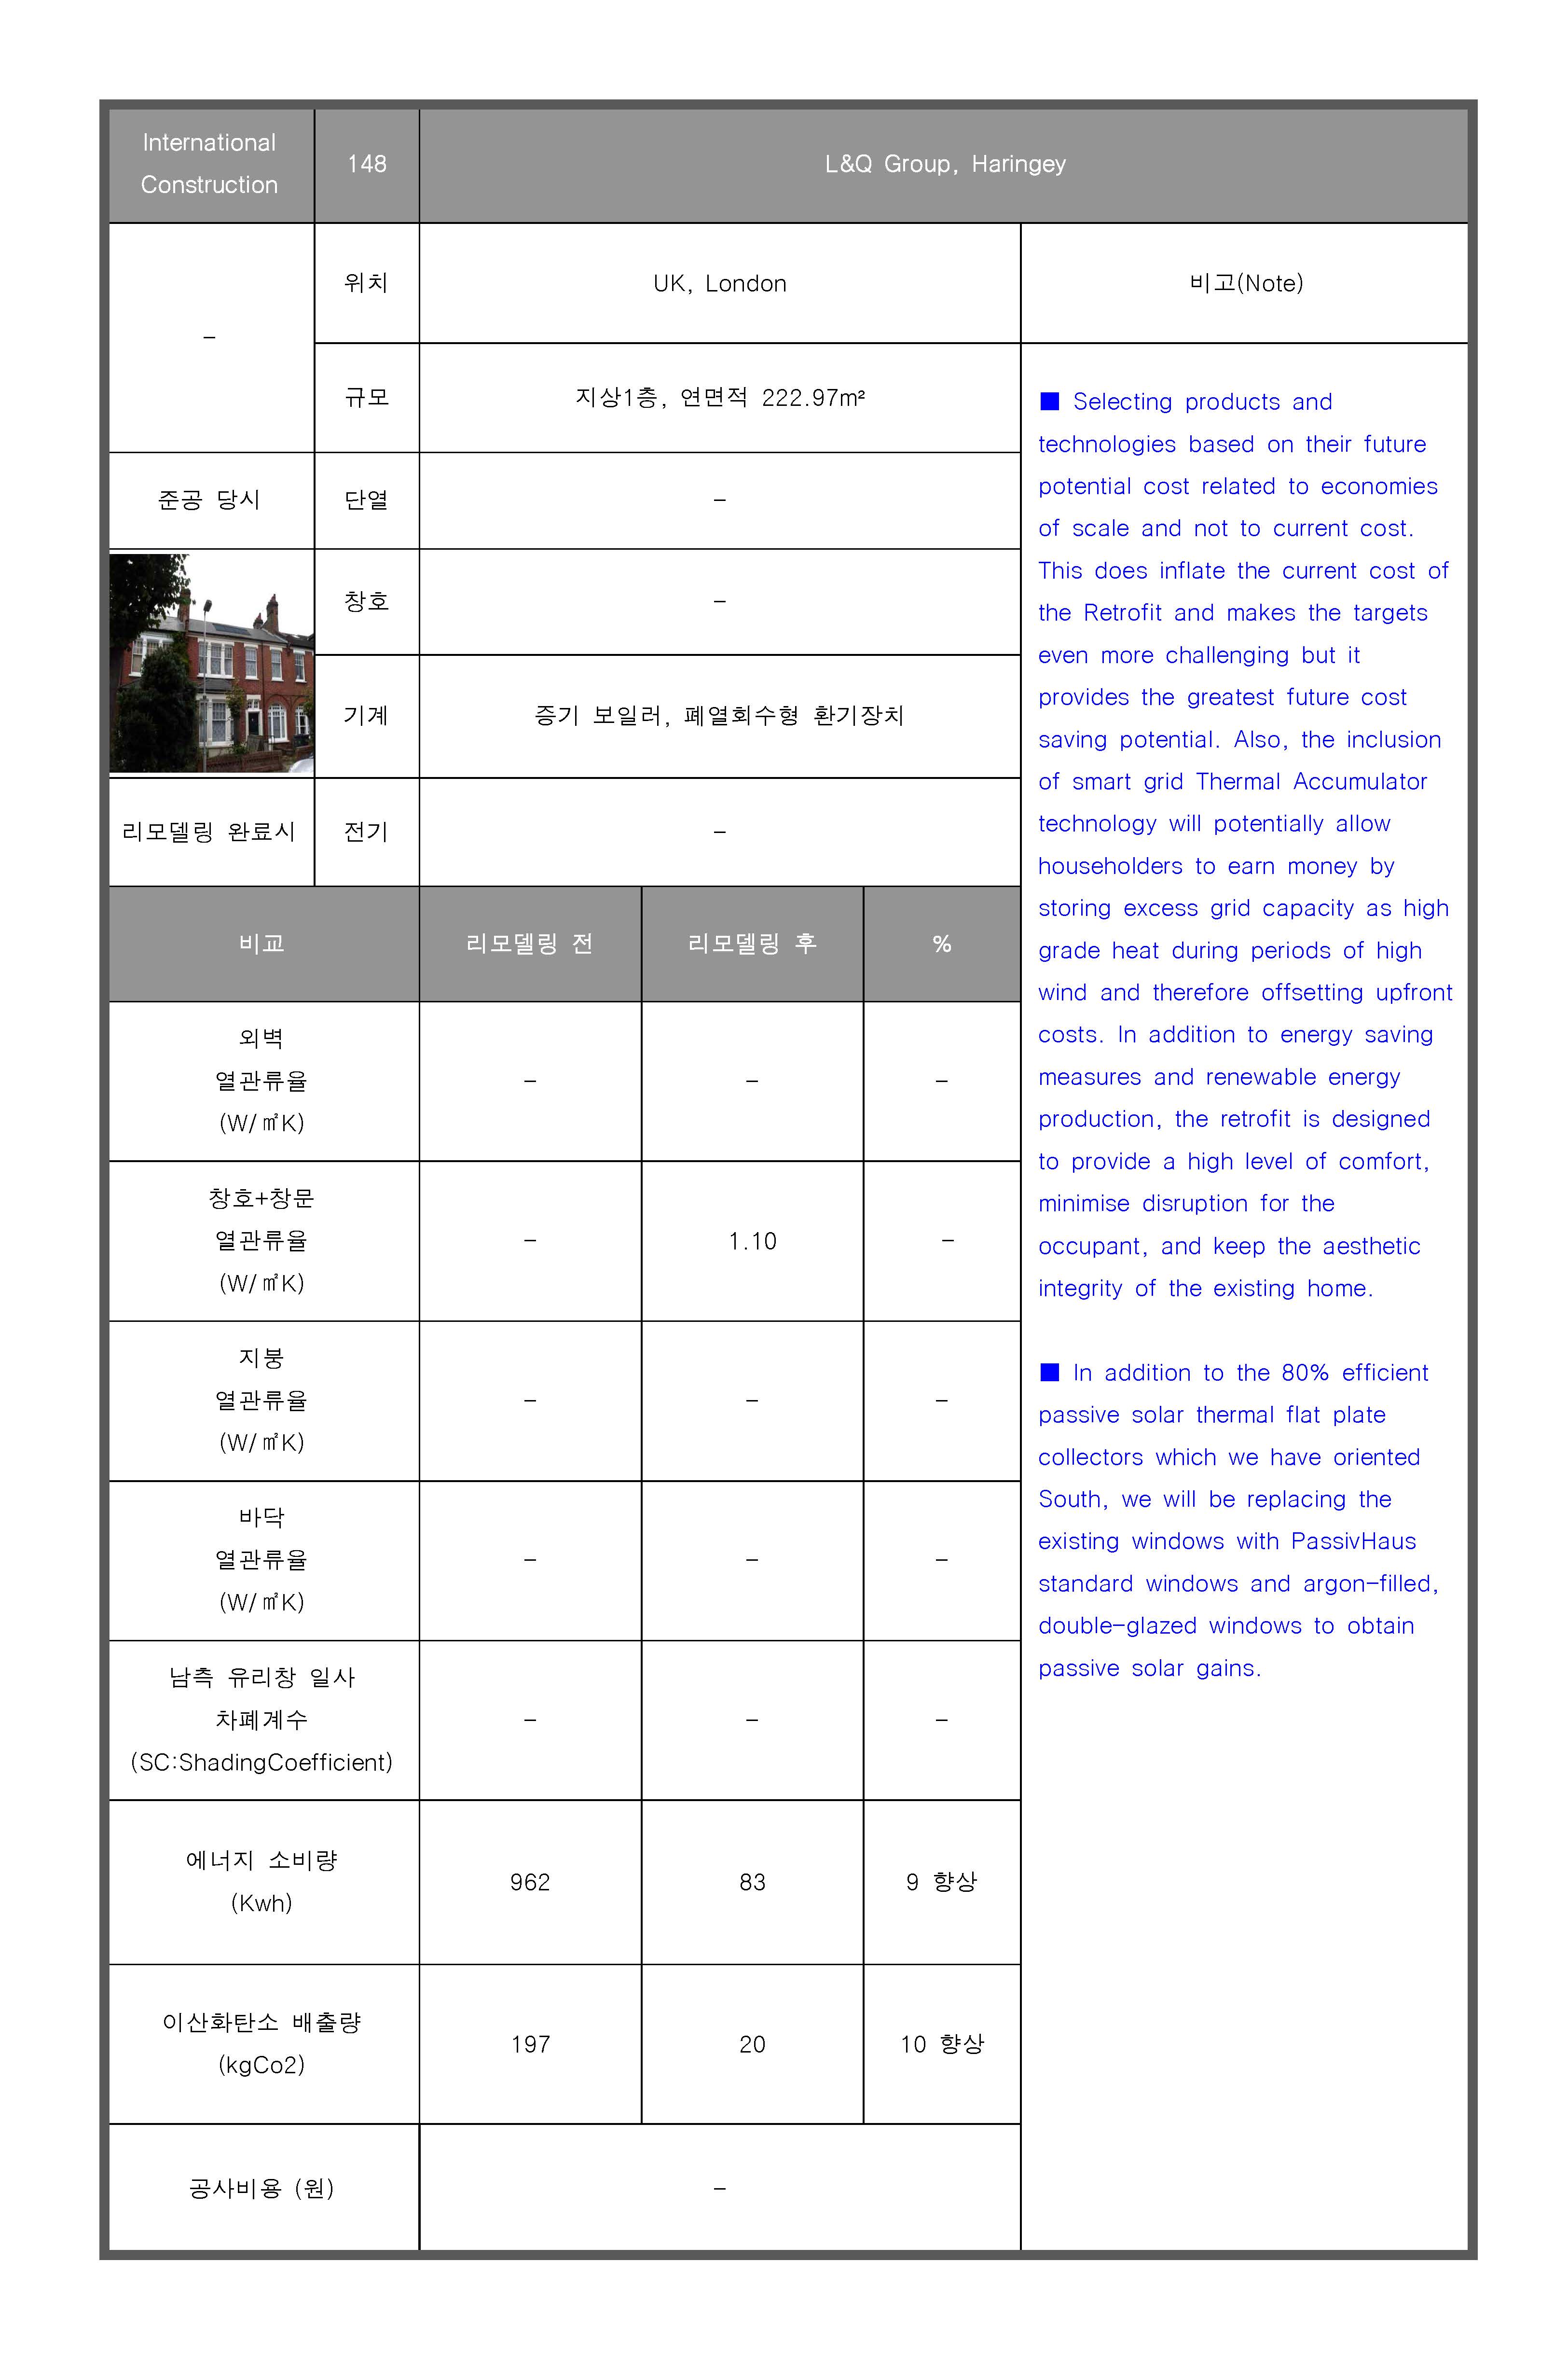 International
Construction
148
L&Q Group, Haringey
-
위치
UK, London
비고(Note)
규모
지상1층, 연면적 222.97m²
준공 당시
단열
-
창호
-
기계
증기 보일러, 폐열회수형 환기장치
리모델링 완료시
전기
-
■ Selecting products and
technologies based on their future
potential cost related to economies
of scale and not to current cost.
This does inflate the current cost of
the Retrofit and makes the targets
even more challenging but it
provides the greatest future cost
saving potential. Also, the inclusion
of smart grid Thermal Accumulator
technology will potentially allow
householders to earn money by
storing excess grid capacity as high
grade heat during periods of high
wind and therefore offsetting upfront
costs. In addition to energy saving
measures and renewable energy
production, the retrofit is designed
to provide a high level of comfort,
minimise disruption for the
occupant, and keep the aesthetic
integrity of the existing home.
■ In addition to the 80% efficient
passive solar thermal flat plate
collectors which we have oriented
South, we will be replacing the
existing windows with PassivHaus
standard windows and argon-filled,
double-glazed windows to obtain
passive solar gains.
비교
리모델링 전
리모델링 후
%
외벽
열관류율
(W/㎡K)
-
-
-
창호+창문
열관류율
(W/㎡K)
-
1.10
-
지붕
열관류율
(W/㎡K)
-
-
-
바닥
열관류율
(W/㎡K)
-
-
-
남측 유리창 일사
차폐계수
(SC:ShadingCoefficient)
-
-
-
에너지 소비량
(Kwh)
962
83
9 향상
이산화탄소 배출량
(kgCo2)
197
20
10 향상
공사비용 (원)
-